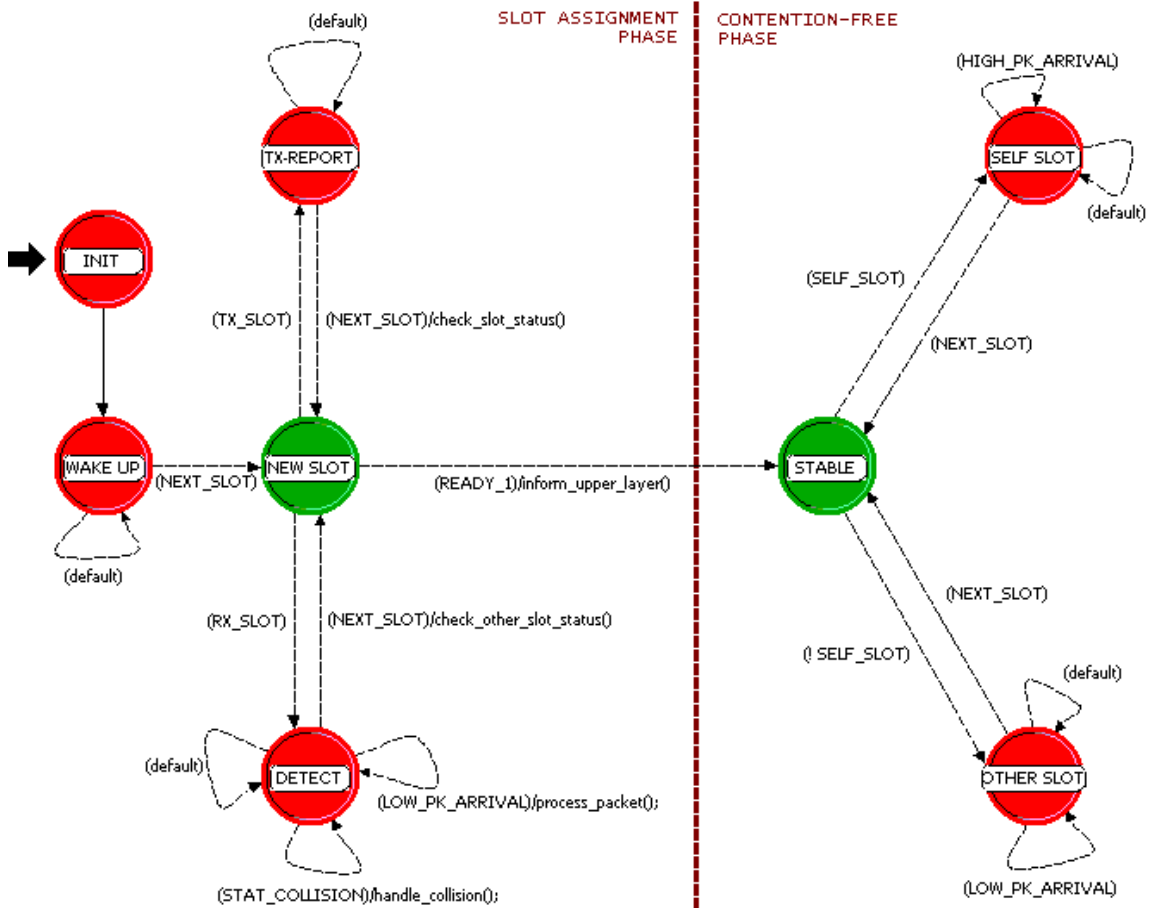 SLOT ASSIGNMENT
PHASE
CONTENTION-FREE
PHASE
(default)
TX-REPORT
(HIGH_PK_ARRIVAL)
SELF SLOT
(default)
INIT
(TX_SLOT)
(NEXT_SLOT)/check_slot_status()
(SELF_SLOT)
(NEXT_SLOT)
WAKE UP
(NEXT_SLOT)
NEW SLOT
(READY_1)/inform_upper_layer()
STABLE
(default)
(RX_SLOT)
(NEXT_SLOT)/check_other_slot_status()
(NEXT_SLOT)
(! SELF_SLOT)
(default)
(default)
DETECT
(LOW_PK_ARRIVAL)/process_packet();
OTHER SLOT
(STAT_COLLISION)/handle_collision();
(LOW_PK_ARRIVAL)